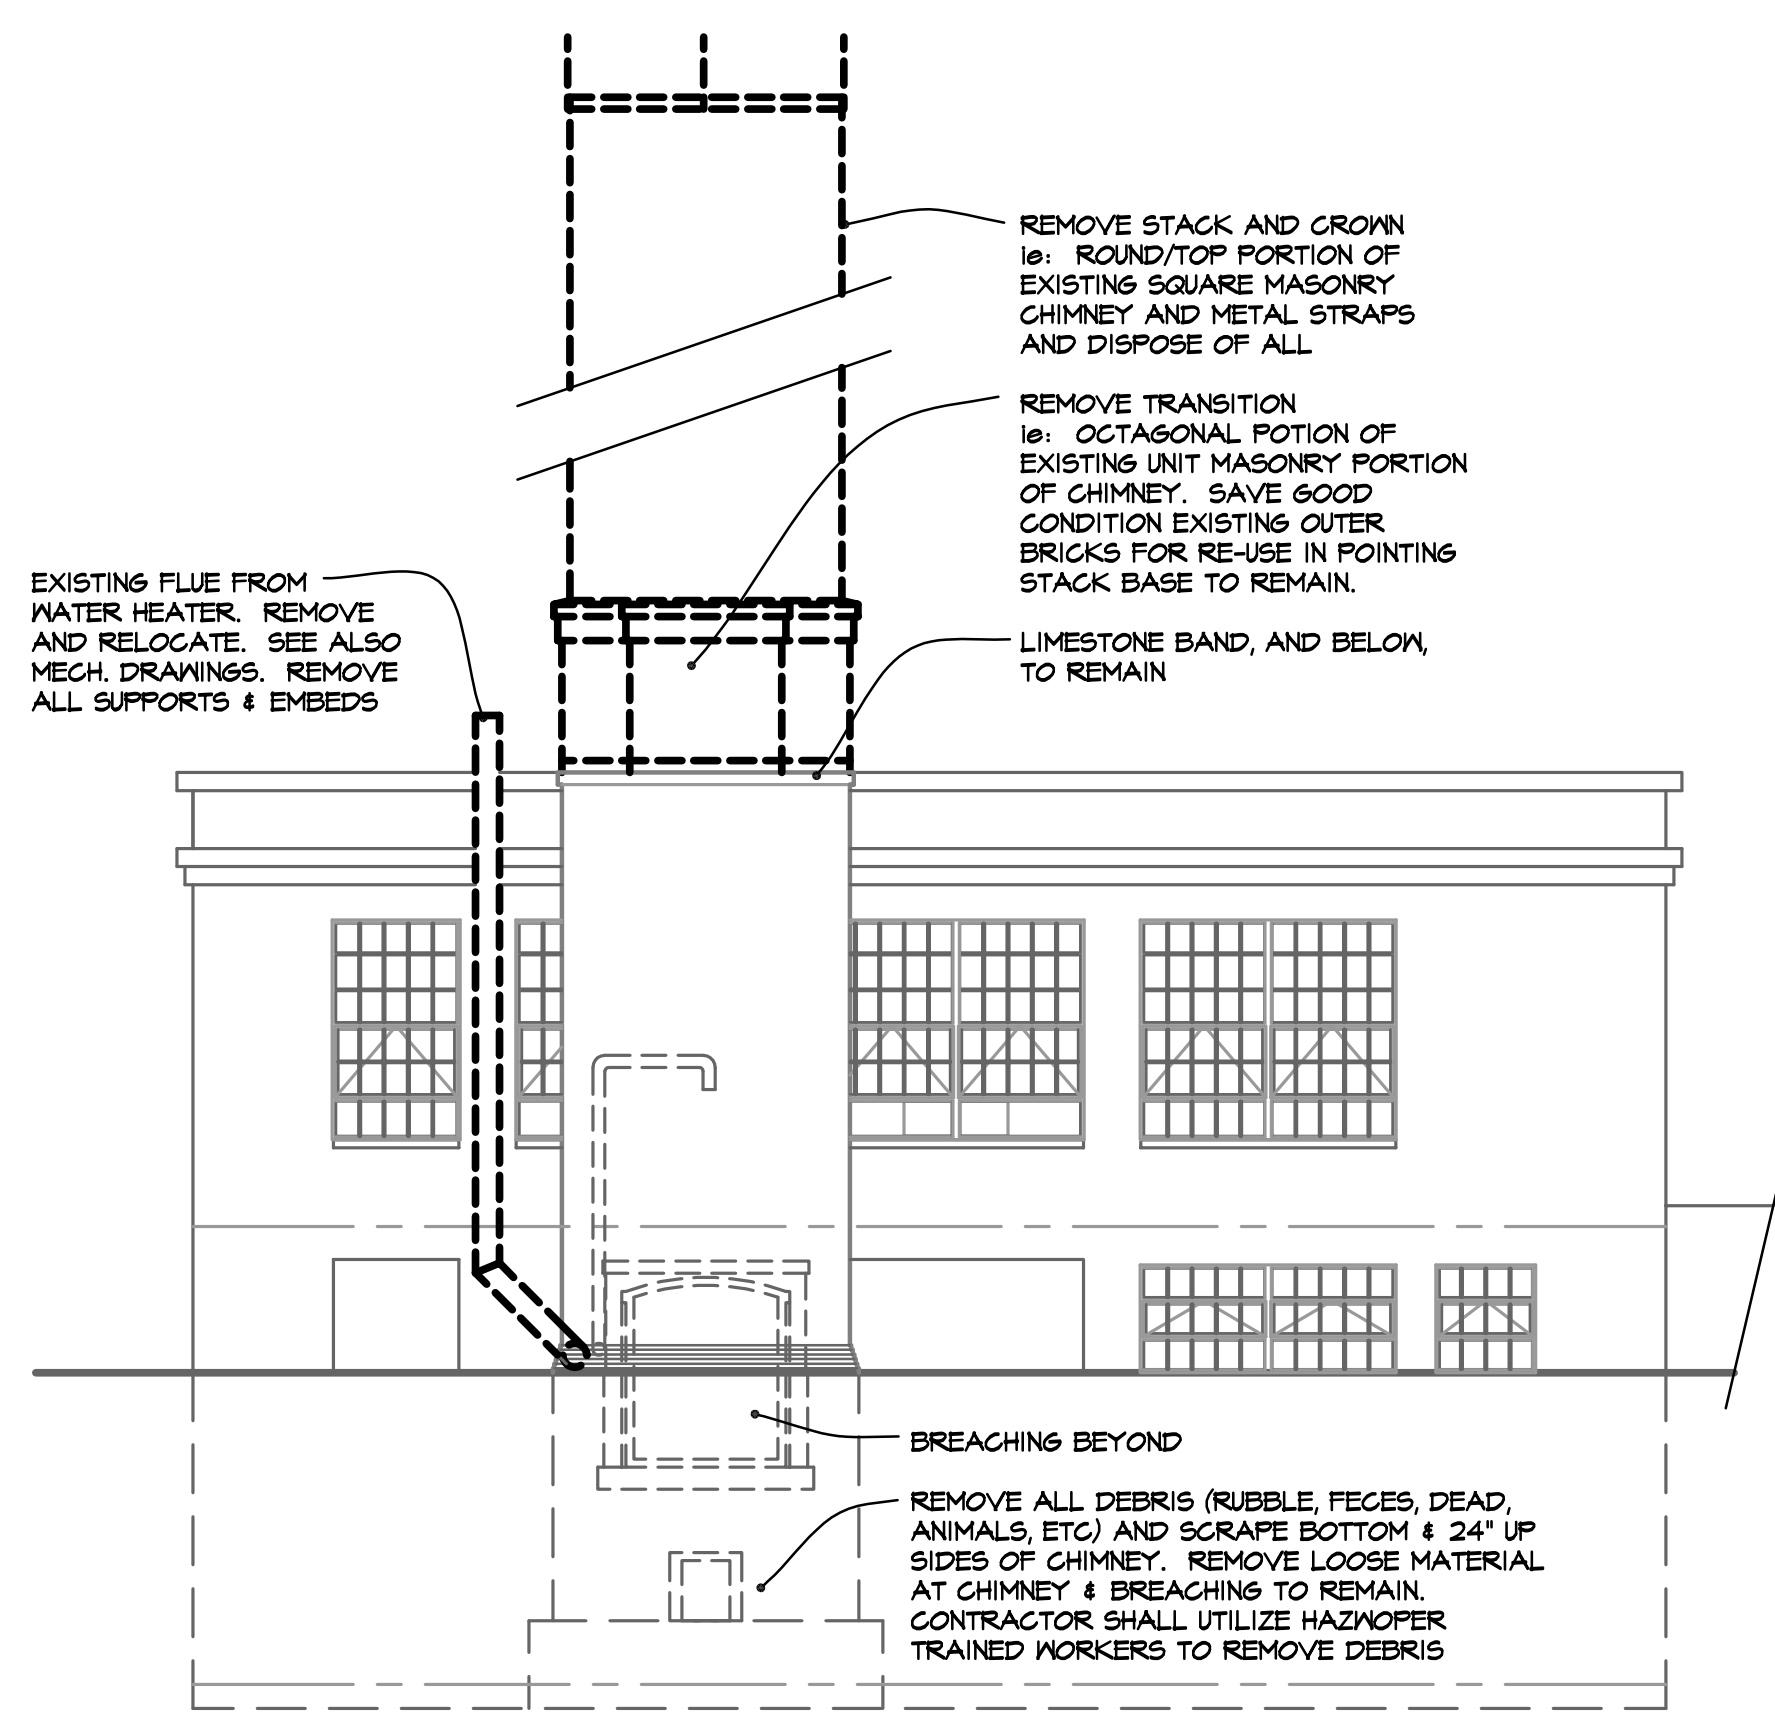 REMOVE STACK AND CROWN
ie: ROUND/TOP PORTION OF
EXISTING SQUARE MASONRY
CHIMNEY AND METAL STRAPS
AND DISPOSE OF ALL
REMOVE TRANSITION
ie: OCTAGONAL POTION OF
EXISTING UNIT MASONRY PORTION
OF CHIMNEY. SAVE GOOD
CONDITION EXISTING OUTER
BRICKS FOR RE-USE IN POINTING
STACK BASE TO REMAIN.
EXISTING FLUE FROM
WATER HEATER. REMOVE
AND RELOCATE. SEE ALSO
MECH. DRAWINGS. REMOVE
ALL SUPPORTS & EMBEDS
LIMESTONE BAND, AND BELOW,
TO REMAIN
BREACHING BEYOND
REMOVE ALL DEBRIS (RUBBLE, FECES, DEAD,
ANIMALS, ETC) AND SCRAPE BOTTOM & 24" UP
SIDES OF CHIMNEY. REMOVE LOOSE MATERIAL
AT CHIMNEY & BREACHING TO REMAIN.
CONTRACTOR SHALL UTILIZE HAZWOPER
TRAINED WORKERS TO REMOVE DEBRIS